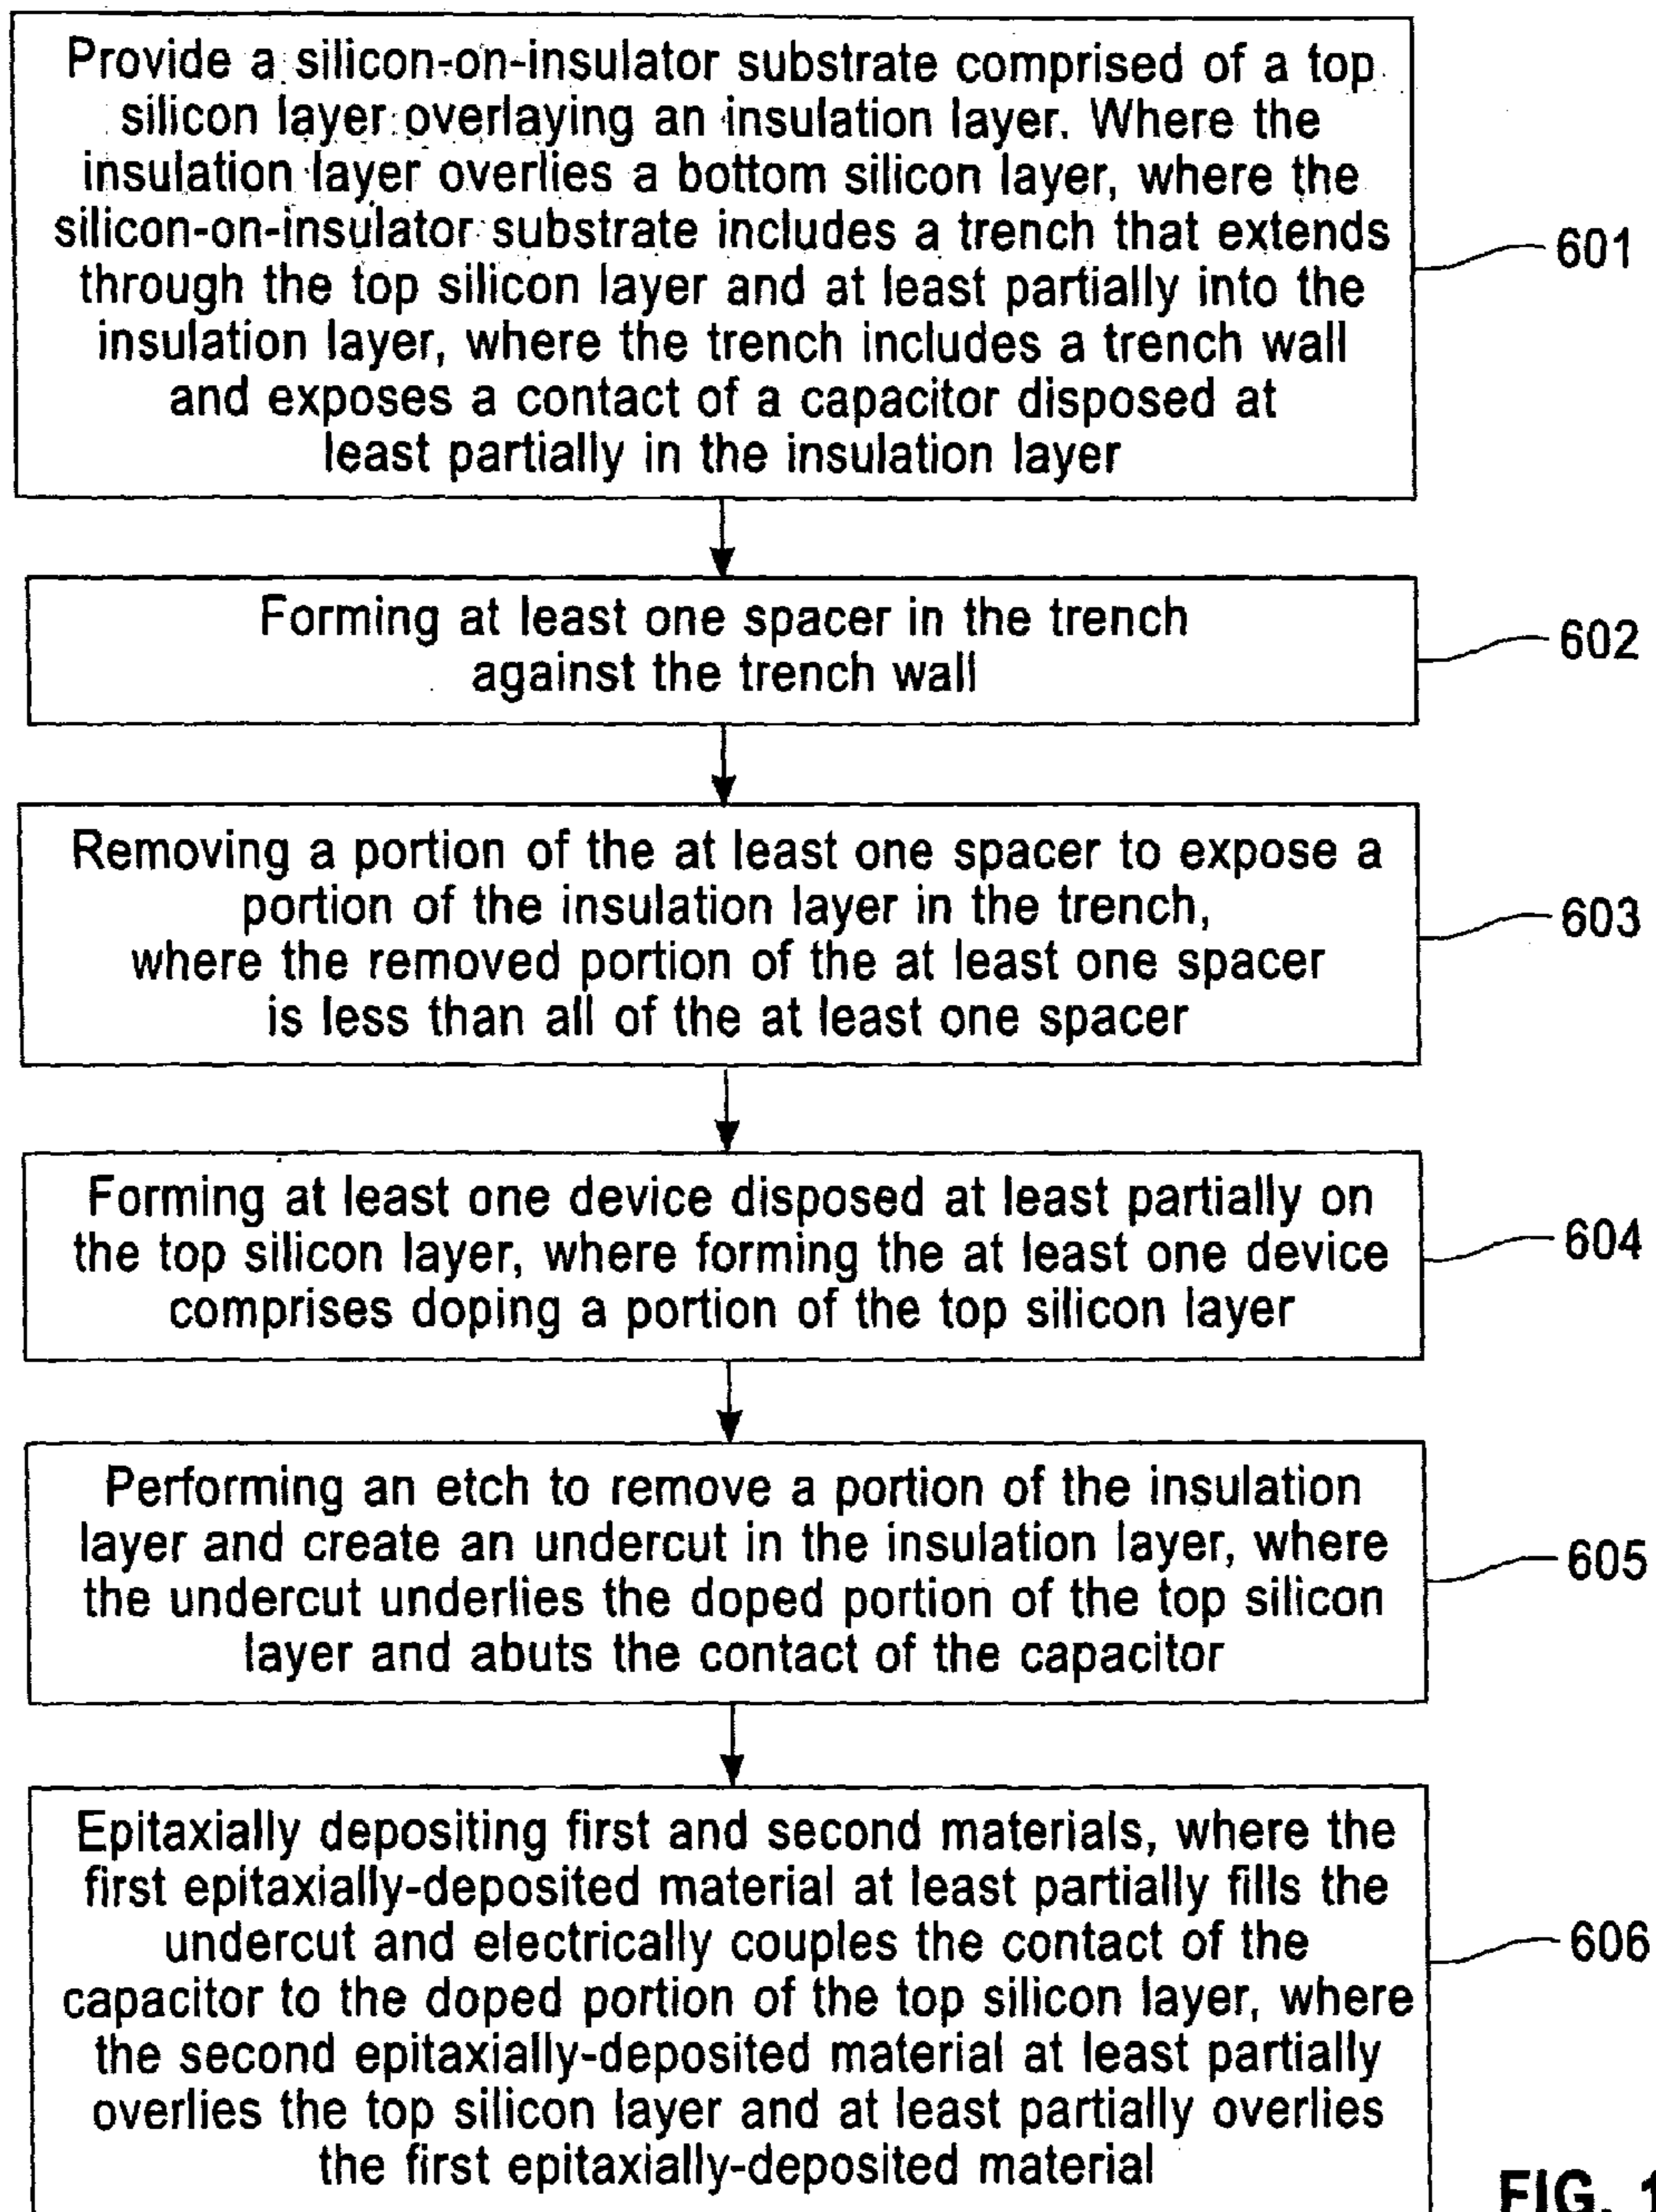 Provide a silicon-on-insulator substrate comprised of a top
silicon layer overlaying an insulation layer. Where the
insulation layer overlies a bottom silicon layer, where the
silicon-on-insulator substrate includes a trench that extends
through the top silicon layer and at least partially into the
insulation layer, where the trench includes a trench wall
and exposes a contact of a capacitor disposed at
least partially in the insulation layer
601
Forming at least one spacer in the trench
against the trench wall
602
Removing a portion of the at least one spacer to expose a
portion of the insulation layer in the trench,
where the removed portion of the at least one spacer
is less than all of the at least one spacer
603
Forming at least one device disposed at least partially on
the top silicon layer, where forming the at least one device
comprises doping a portion of the top silicon layer
604
Performing an etch to remove a portion of the insulation
layer and create an undercut in the insulation layer, where
the undercut underlies the doped portion of the top silicon
layer and abuts the contact of the capacitor
605
Epitaxially depositing first and second materials, where the
first epitaxially-deposited material at least partially fills the
undercut and electrically couples the contact of the
capacitor to the doped portion of the top silicon layer, where
the second epitaxially-deposited material at least partially
overlies the top silicon layer and at least partially overlies
the first epitaxially-deposited material
606
FIG. 1